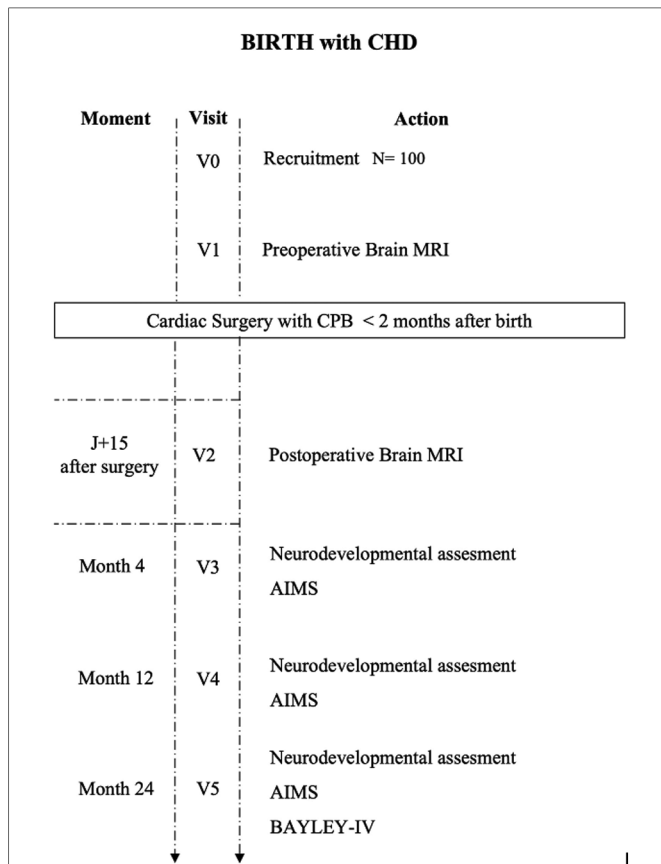 BIRTH with CHD
Moment Visit Action
V0 Recruitment N= 100
V1 Preoperative Brain MRI
Cardiac Surgery with CPB < 2 months after birth
J+15
after surgery V2 Postoperative Brain MRI
Month 4 V3 Neurodevelopmental assesment
AIMS
Month 12 V4 Neurodevelopmental assesment
AIMS
Neurodevelopmental assesment
Month 24 V5 AIMS
BAYLEY-IV